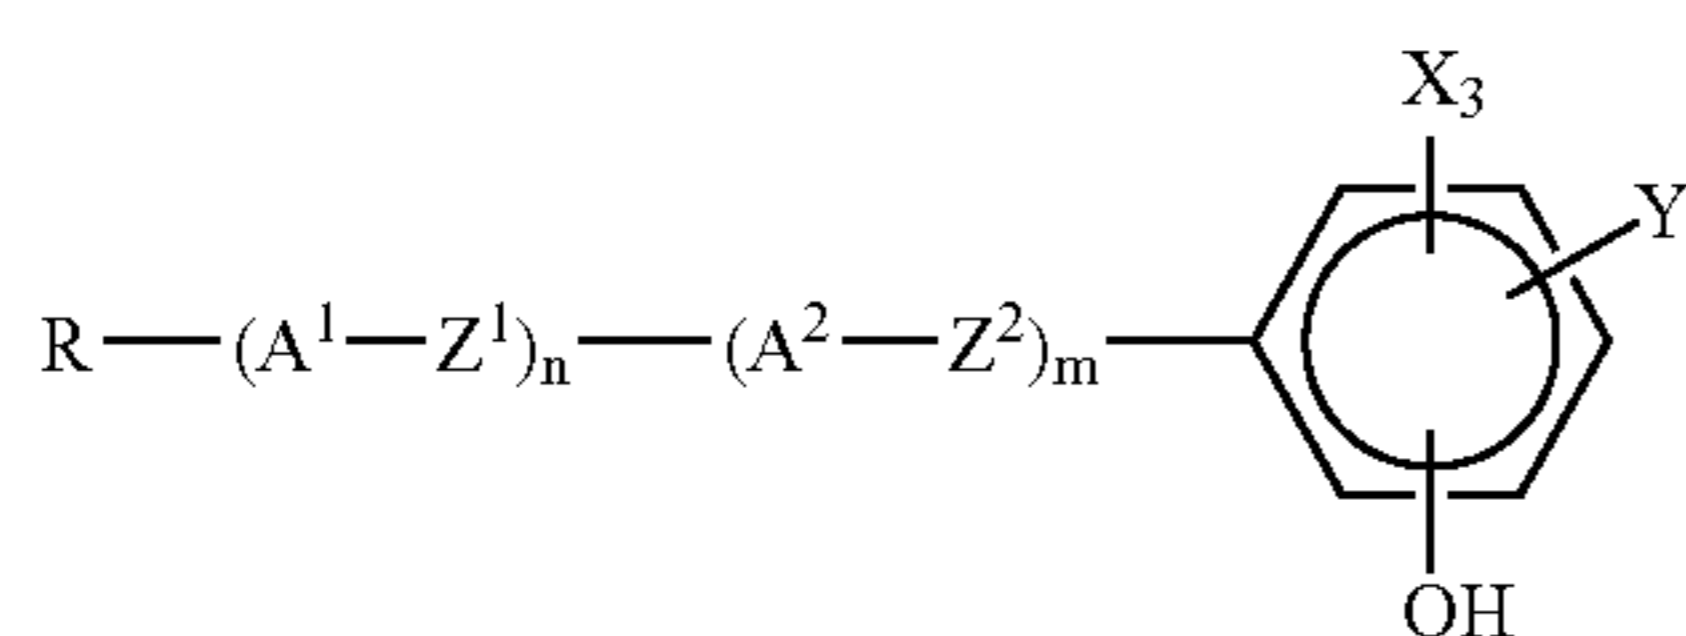 X₃
Y
R—(A¹—Z¹)ₙ—(A²—Z²)ₘ—
OH